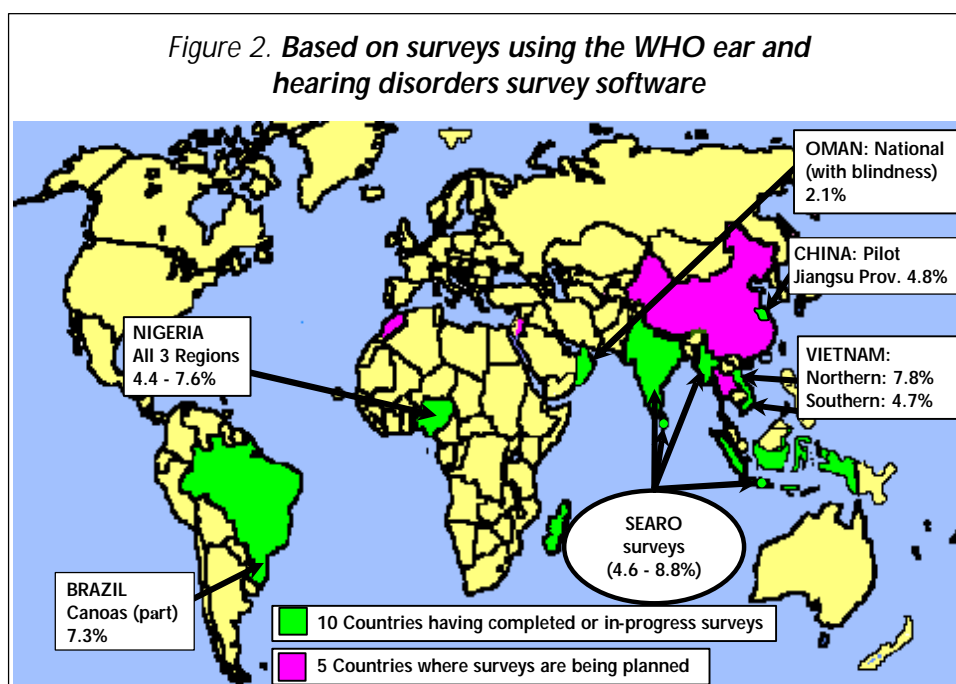 Figure 2. Based on surveys using the WHO ear and
hearing disorders survey software
OMAN: National
(with blindness)
2.1%
CHINA: Pilot
Jiangsu Prov. 4.8%
NIGERIA
All 3 Regions
4.4 - 7.6%
VIETNAM:
Northern: 7.8%
Southern: 4.7%
SEARO
surveys
(4.6 - 8.8%)
BRAZIL
Canoas (part)
7.3%
10 Countries having completed or in-progress surveys
5 Countries where surveys are being planned